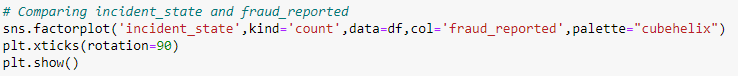 # Comparing incident_state and fraud_reported
sns.factorplot('incident_state',kind='count',data=df,col='fraud_reported',palette="cubehelix")
plt.xticks(rotation=90)
plt.show()